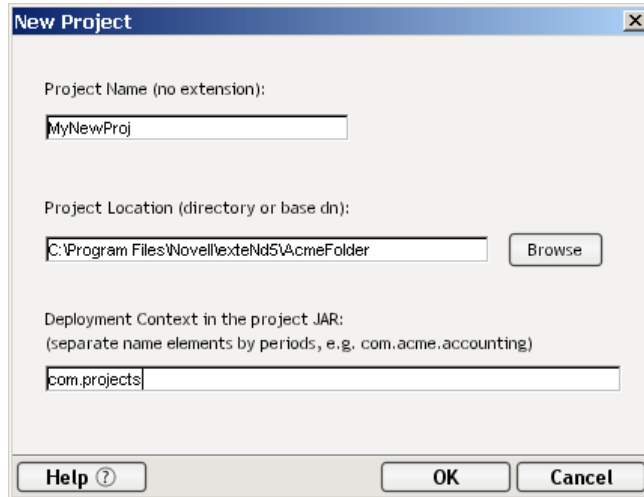 New Project
Project Name (no extension):
MyNewProj
Project Location (directory or base dn):
C:\Program Files\Novell\exteNd5\AcmeFolder
Browse
Deployment Context in the project JAR:
(separate name elements by periods, e.g. com.acme.accounting)
com.projects
Help ?
OK
Cancel